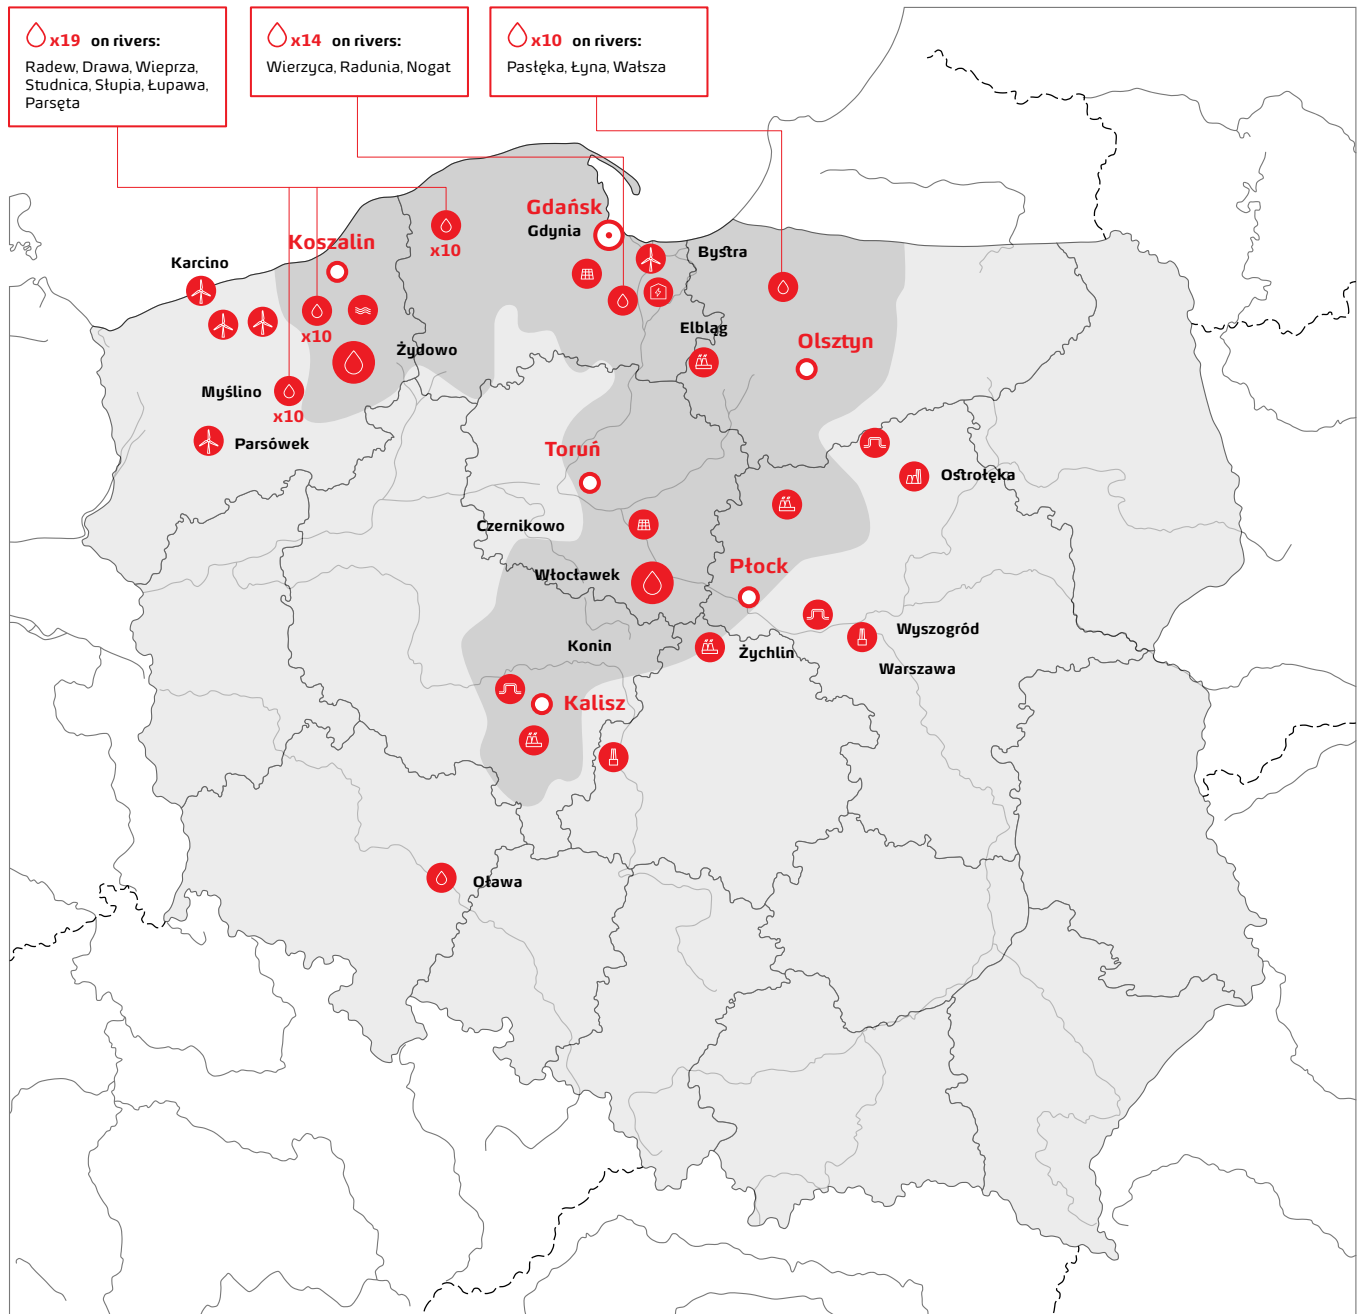 x19 on rivers:
Radew, Drawa, Wieprza,
Studnica, Słupia, Łupawa,
Parsęta
x14 on rivers:
Wierzyca, Radunia, Nogat
x10 on rivers:
Pasłęka, Łyna, Wałsza
Gdańsk
Gdynia
x10
Koszalin
Bystra
Karcino
x10
Elbląg
Olsztyn
Żydowo
Myślino
x10
Parsówek
Toruń
Ostrołęka
Czernikowo
Włocławek
Płock
Konin
Żychlin
Wyszogród
Warszawa
Kalisz
Oława